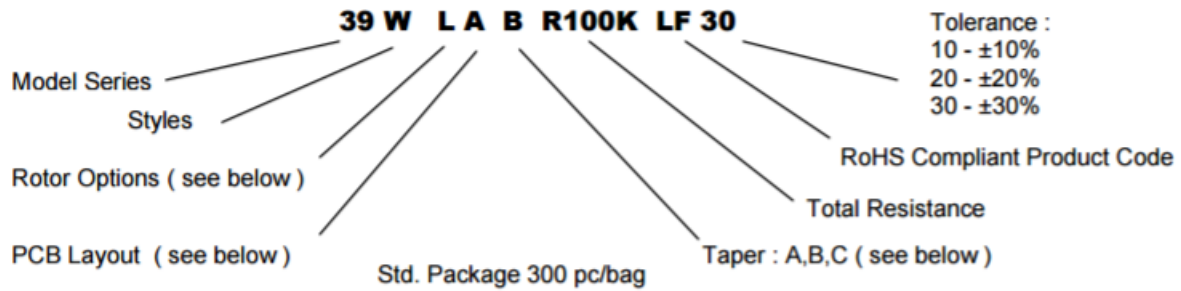 39 W L A B R100K LF 30
Tolerance :
10 - ±10%
20 - ±20%
30 - ±30%
Model Series
Styles
RoHS Compliant Product Code
Rotor Options ( see below )
Total Resistance
PCB Layout ( see below )
Taper : A,B,C ( see below )
Std. Package 300 pc/bag